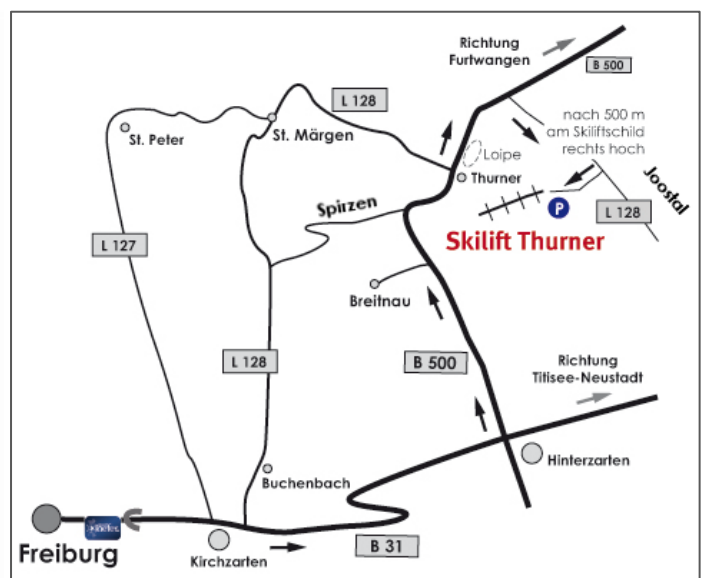 Richtung
Furtwangen
B 500
L 128
nach 500 m
am Skiliftschild
rechts hoch
St. Peter
St. Märgen
Loipe
Thurner
Joostal
Spirzen
P
L 128
Skilift Thurner
L 127
Breitnau
L 128
B 500
Richtung
Titisee-Neustadt
Hinterzarten
Buchenbach
Freiburg
Kirchzarten
B 31